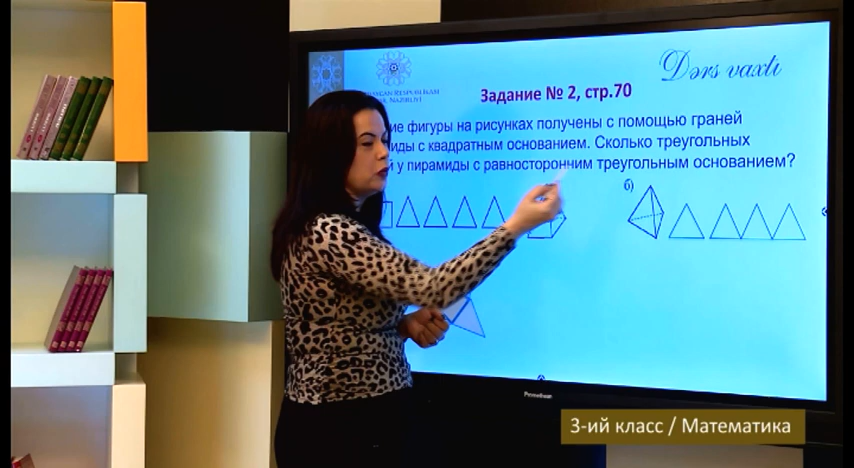 Dərs vaxtı
Задание № 2, стр.70
фигуры на рисунках получены с помощью граней
с квадратным основанием. Сколько треугольных
у пирамиды с равносторонним треугольным основанием?
б)
Promethean
3-ий класс / Математика